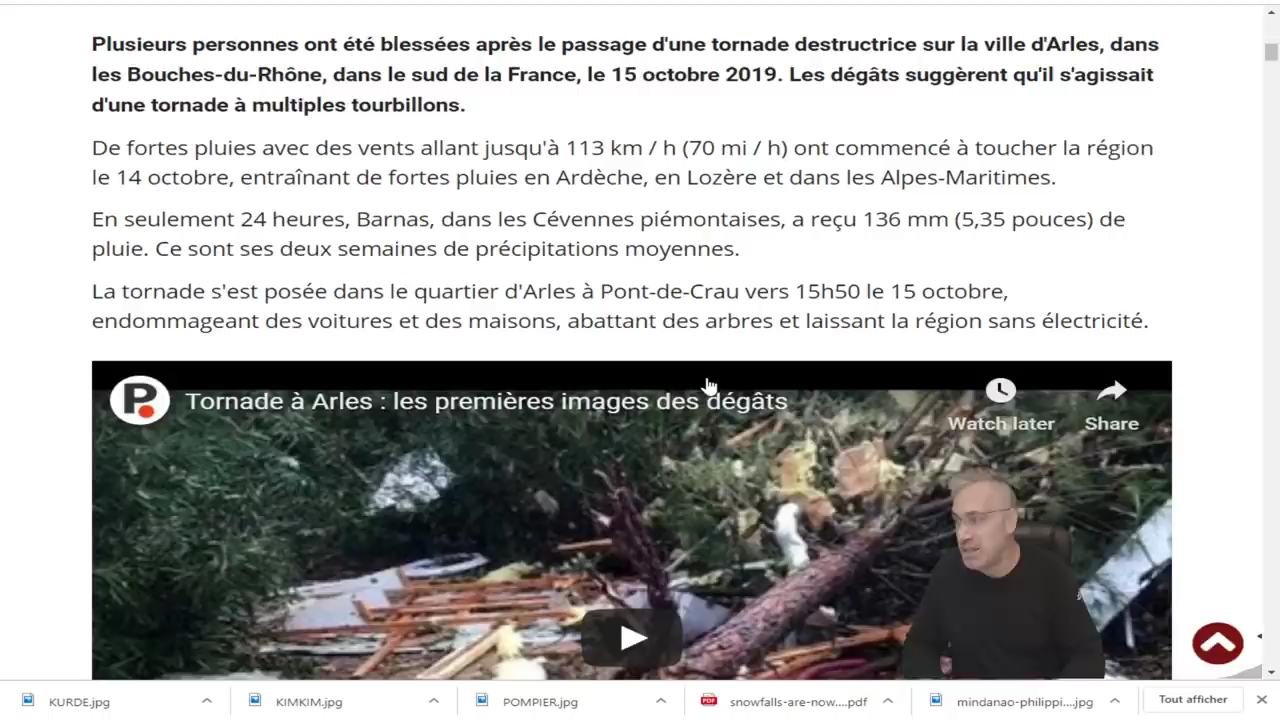 Plusieurs personnes ont été blessées après le passage d'une tornade destructrice sur la ville d'Arles, dans
les Bouches-du-Rhône, dans le sud de la France, le 15 octobre 2019. Les dégâts suggèrent qu'il s'agissait
d'une tornade à multiples tourbillons.
De fortes pluies avec des vents allant jusqu'à 113 km / h (70 mi / h) ont commencé à toucher la région
le 14 octobre, entraînant de fortes pluies en Ardèche, en Lozère et dans les Alpes-Maritimes.
En seulement 24 heures, Barnas, dans les Cévennes piémontaises, a reçu 136 mm (5,35 pouces) de
pluie. Ce sont ses deux semaines de précipitations moyennes.
La tornade s'est posée dans le quartier d'Arles à Pont-de-Crau vers 15h50 le 15 octobre,
endommageant des voitures et des maisons, abattant des arbres et laissant la région sans électricité.
P
Tornade à Arles : les premières images des dégâts
Watch later
Share
KURDE.jpg
KIMKIM.jpg
POMPIER.jpg
PDF
snowfalls-are-now....pdf
mindanao-philippi....jpg
Tout afficher